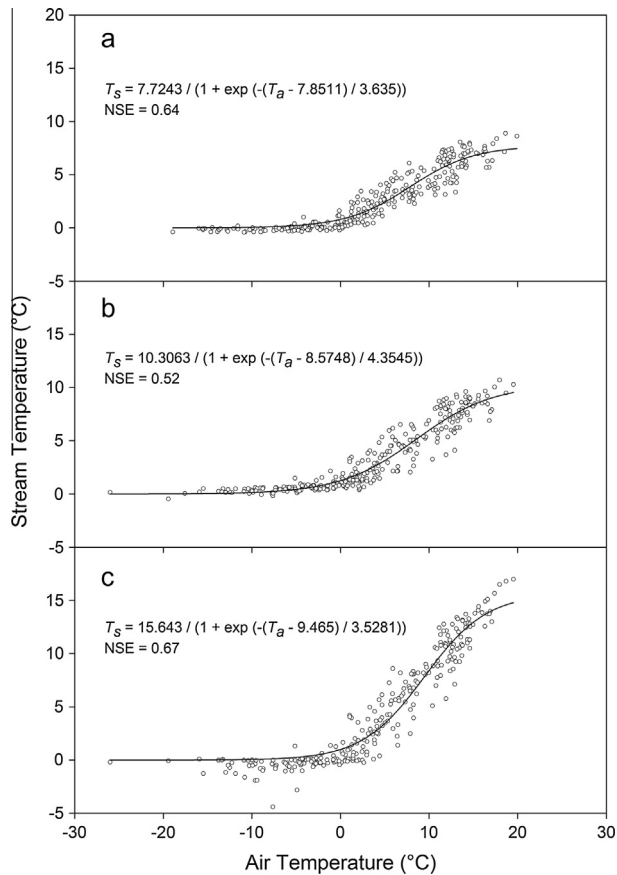 20
a
15
Ts = 7.7243 / (1 + exp (-(Ta - 7.8511) / 3.635))
NSE = 0.64
10
5
0
-5
b
15
Ts = 10.3063 / (1 + exp (-(Ta - 8.5748) / 4.3545))
NSE = 0.52
10
5
0
-5
Stream Temperature (°C)
c
15
Ts = 15.643 / (1 + exp (-(Ta - 9.465) / 3.5281))
NSE = 0.67
10
5
0
-5
-30 -20 -10 0 10 20 30
Air Temperature (°C)